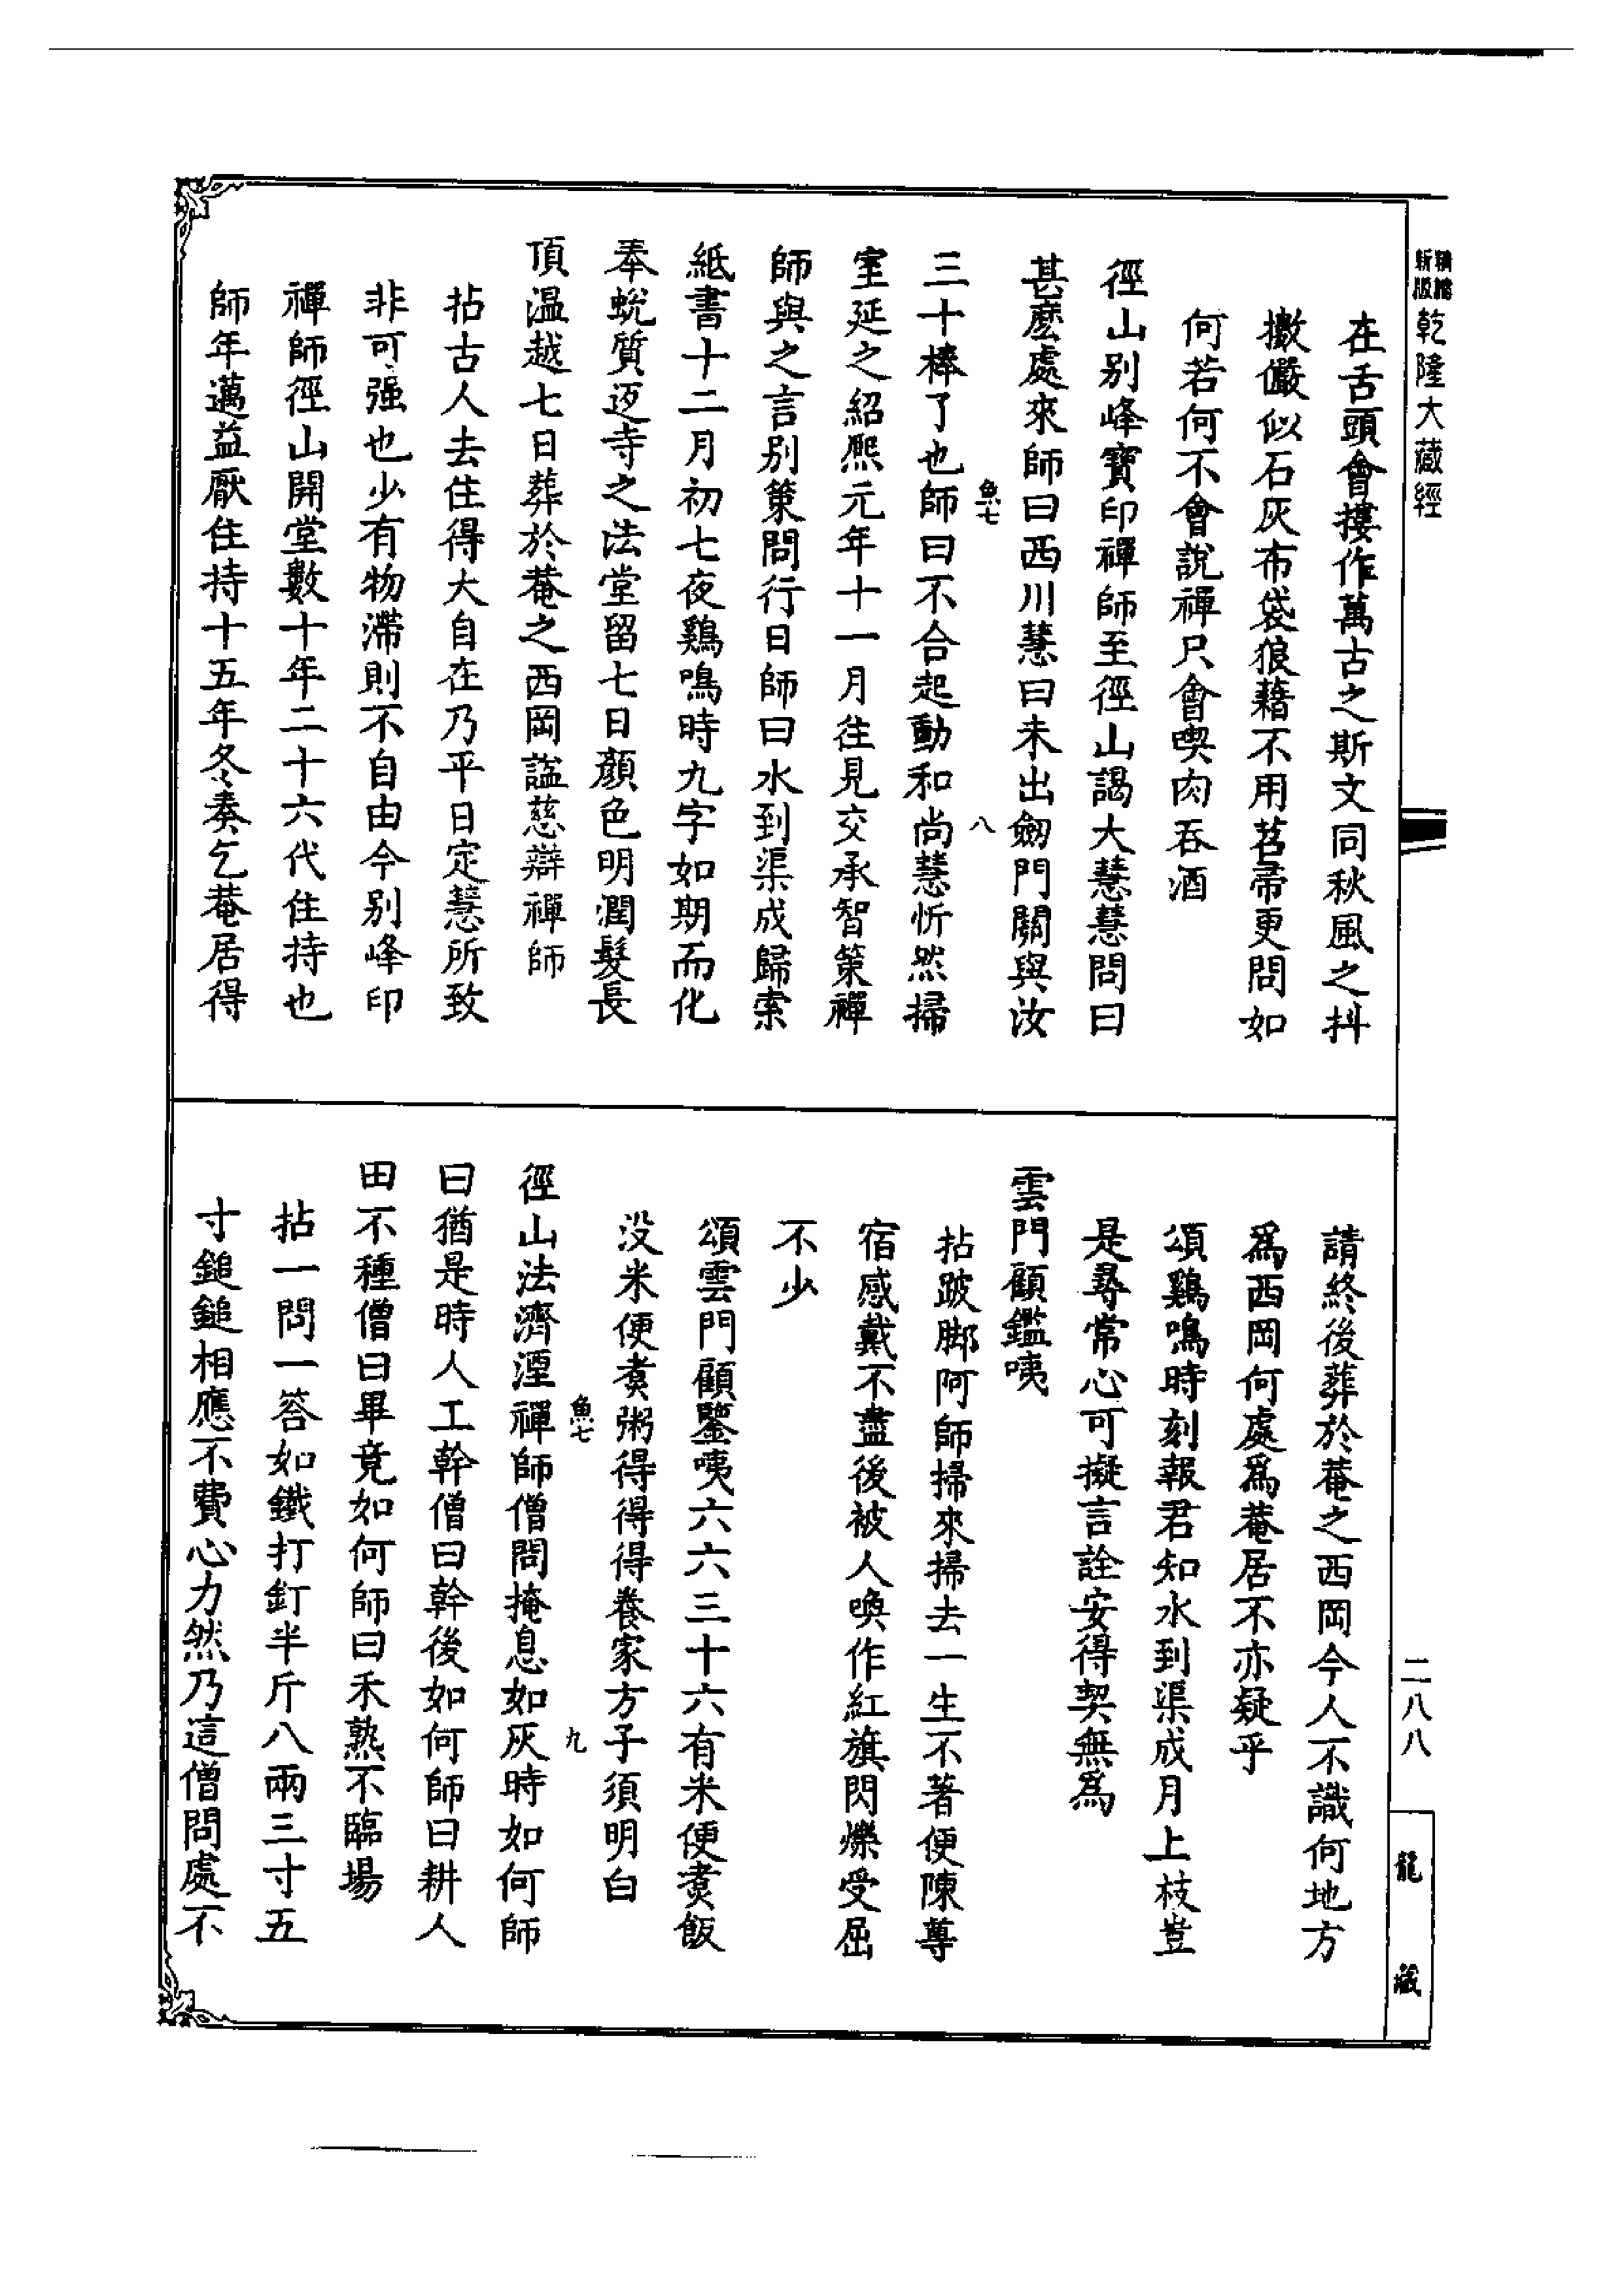 精縮
新版
乾隆大藏經
在舌頭會摟作萬古之斯文同秋風之抖
擻儼似石灰布袋狼藉不用苕帚更問如
何若何不會說禪只會喫肉吞酒
徑山别峰寶印禪師至徑山謁大慧慧問曰
甚麽處來師曰西川慧曰未出劒門關與汝
魚七
八
三十棒了也師曰不合起動和尚慧忻然掃
室延之紹熈元年十一月往見交承智策禪
師與之言别策問行日師曰水到渠成歸索
紙書十二月初七夜鷄鳴時九字如期而化
奉蛻質返寺之法堂留七日顏色明潤髮長
頂温越七日葬於菴之西岡諡慈辯禪師
拈古人去住得大自在乃平日定慧所致
非可强也少有物滯則不自由今别峰印
禪師徑山開堂數十年二十六代住持也
師年邁益厭住持十五年冬奏乞菴居得
請終後葬於菴之西岡今人不識何地方
爲西岡何處爲菴居不亦疑乎
頌鷄鳴時刻報君知水到渠成月上枝豈
是尋常心可擬言詮安得契無爲
雲門顧鑑咦
拈跛脚阿師掃來掃去一生不著便陳尊
宿感戴不盡後被人喚作紅旗閃爍受屈
不少
頌雲門顧鑒咦六六三十六有米便煑飯
没米便煑粥得得得養家方子須明白
魚七
九
徑山法濟湮禪師僧問掩息如灰時如何師
曰猶是時人工幹僧曰幹後如何師曰耕人
田不種僧曰畢竟如何師曰禾熟不臨場
拈一問一答如鐵打釘半斤八兩三寸五
寸鎚鎚相應不費心力然乃這僧問處不
二八八
龍藏